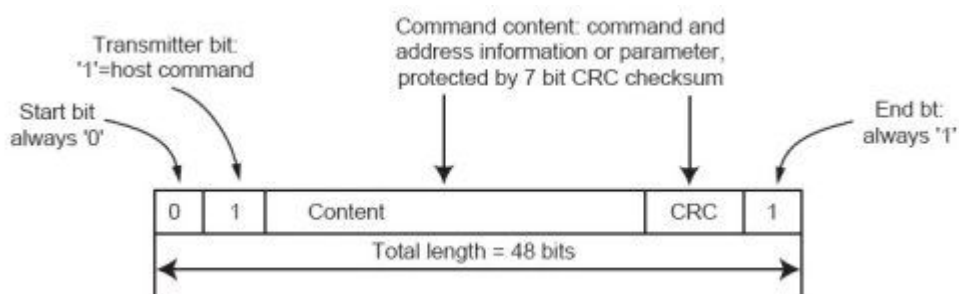 Transmitter bit:
'1'=host command
Start bit
always '0'
Command content: command and
address information or parameter,
protected by 7 bit CRC checksum
End bt:
always '1'
0
1
Content
CRC
1
Total length = 48 bits